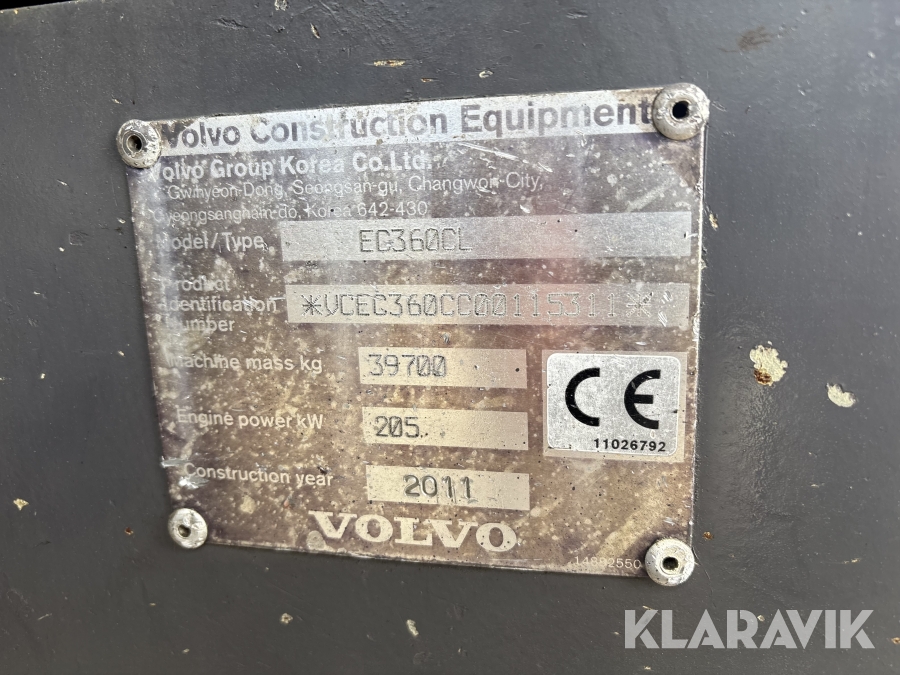 Volvo Construction Equipment
Volvo Group Korea Co.Ltd.
Gwiyeon-Dong, Seongsan-gu, Changwon-City,
Gyeongsangnam-do, Korea 642-430
Model/Type EC360CL
Product
Identification *VCEC360CC00115311*
Number
Machine mass kg 39700
Engine power kW 205
CE
11026792
Construction year 2011
VOLVO
KLARAVIK